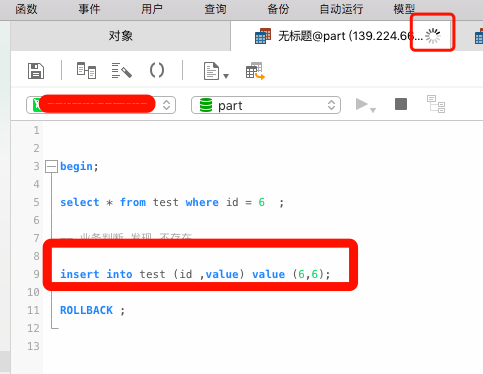 函数 事件 用户 查询 备份 自动运行 模型
对象 无标题@part (139.224.66...
part
1
2
3 begin;
4
5 select * from test where id = 6 ;
6
7 -- 业务判断 发现 不存在
8
9 insert into test (id ,value) value (6,6);
10
11 ROLLBACK ;
12
13